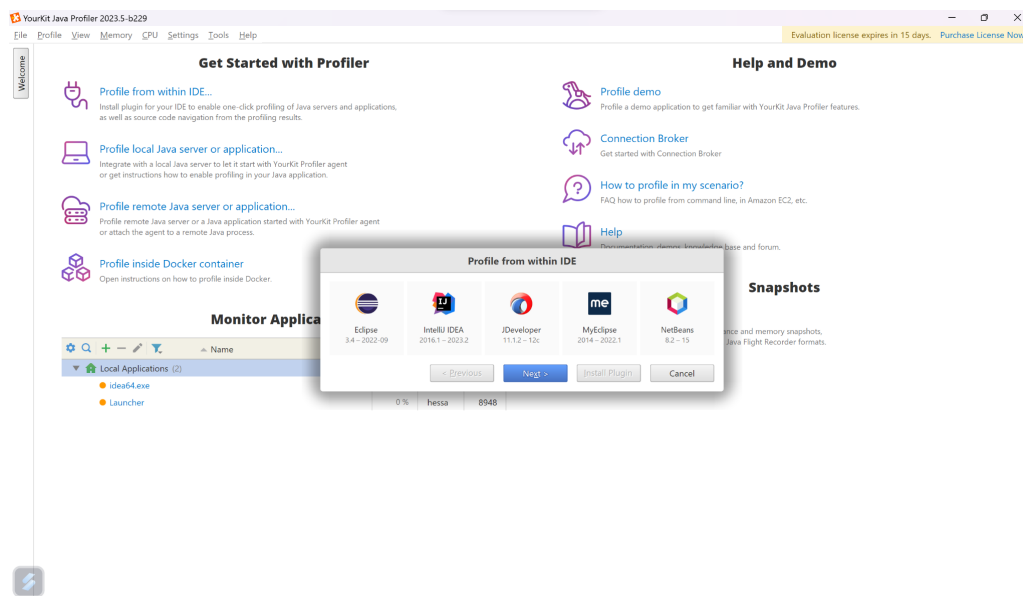 YourKit Java Profiler 2023.5-b229
File Profile View Memory CPU Settings Tools Help
Evaluation license expires in 15 days. Purchase License Now
Welcome
Get Started with Profiler
Profile from within IDE...
Install plugin for your IDE to enable one-click profiling of Java servers and applications,
as well as source code navigation from the profiling results.
Profile local Java server or application...
Integrate with a local Java server to let it start with YourKit Profiler agent
or get instructions how to enable profiling in your Java application.
Profile remote Java server or application...
Profile remote Java server or a Java application started with YourKit Profiler agent
or attach the agent to a remote Java process.
Profile inside Docker container
Open instructions on how to profile inside Docker.
Monitor Applica
Name
Local Applications (2)
idea64.exe
Launcher
0 % hessa 8948
Help and Demo
Profile demo
Profile a demo application to get familiar with YourKit Java Profiler features.
Connection Broker
Get started with Connection Broker
How to profile in my scenario?
FAQ how to profile from command line, in Amazon EC2, etc.
Help
Documentation, demos, knowledge base and forum.
Snapshots
nce and memory snapshots,
Java Flight Recorder formats.
Profile from within IDE
IJ
me
Eclipse IntelliJ IDEA JDeveloper MyEclipse NetBeans
3.4 – 2022-09 2016.1 – 2023.2 11.1.2 – 12c 2014 – 2022.1 8.2 – 15
< Previous Next > Install Plugin Cancel